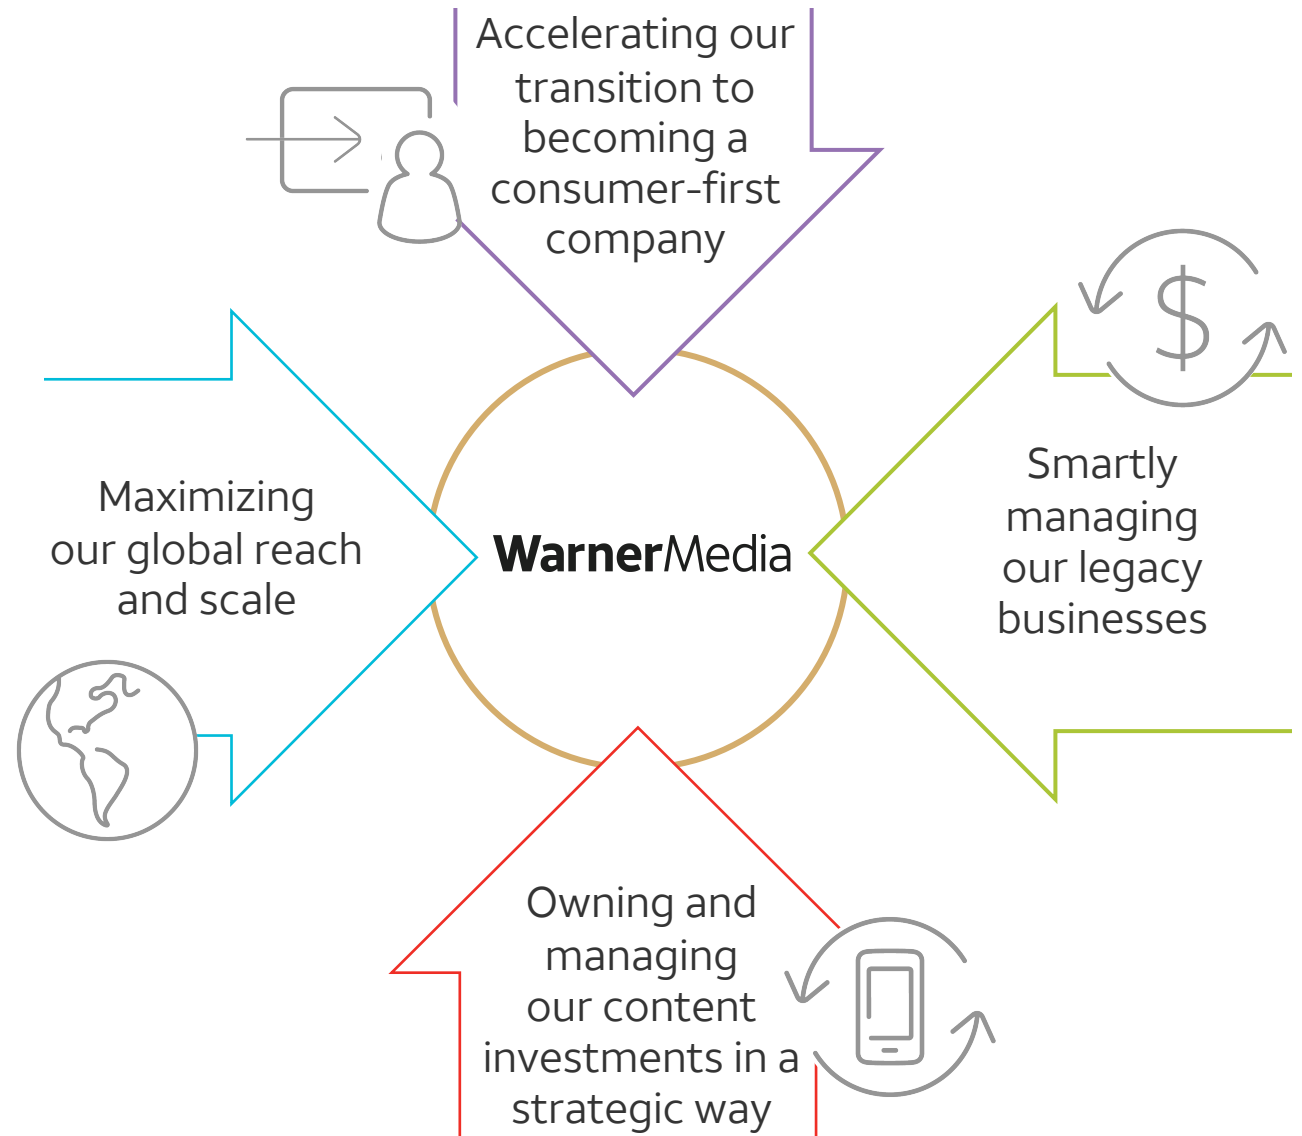 Accelerating our
transition to
becoming a
consumer-first
company
$
Maximizing
our global reach
and scale
WarnerMedia
Smartly
managing
our legacy
businesses
Owning and
managing
our content
investments in a
strategic way